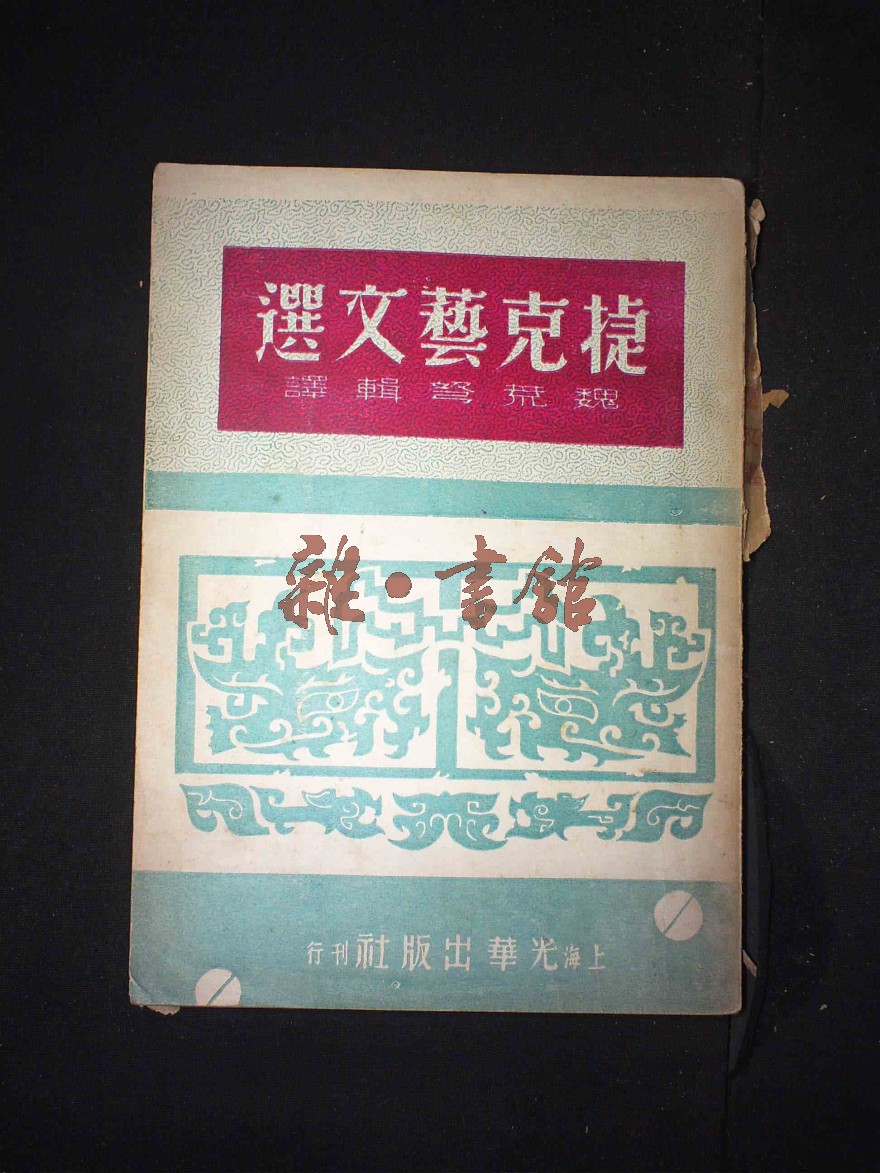 捷克藝文選
魏荒弩輯譯
雜·書館
上海光華出版社刊行